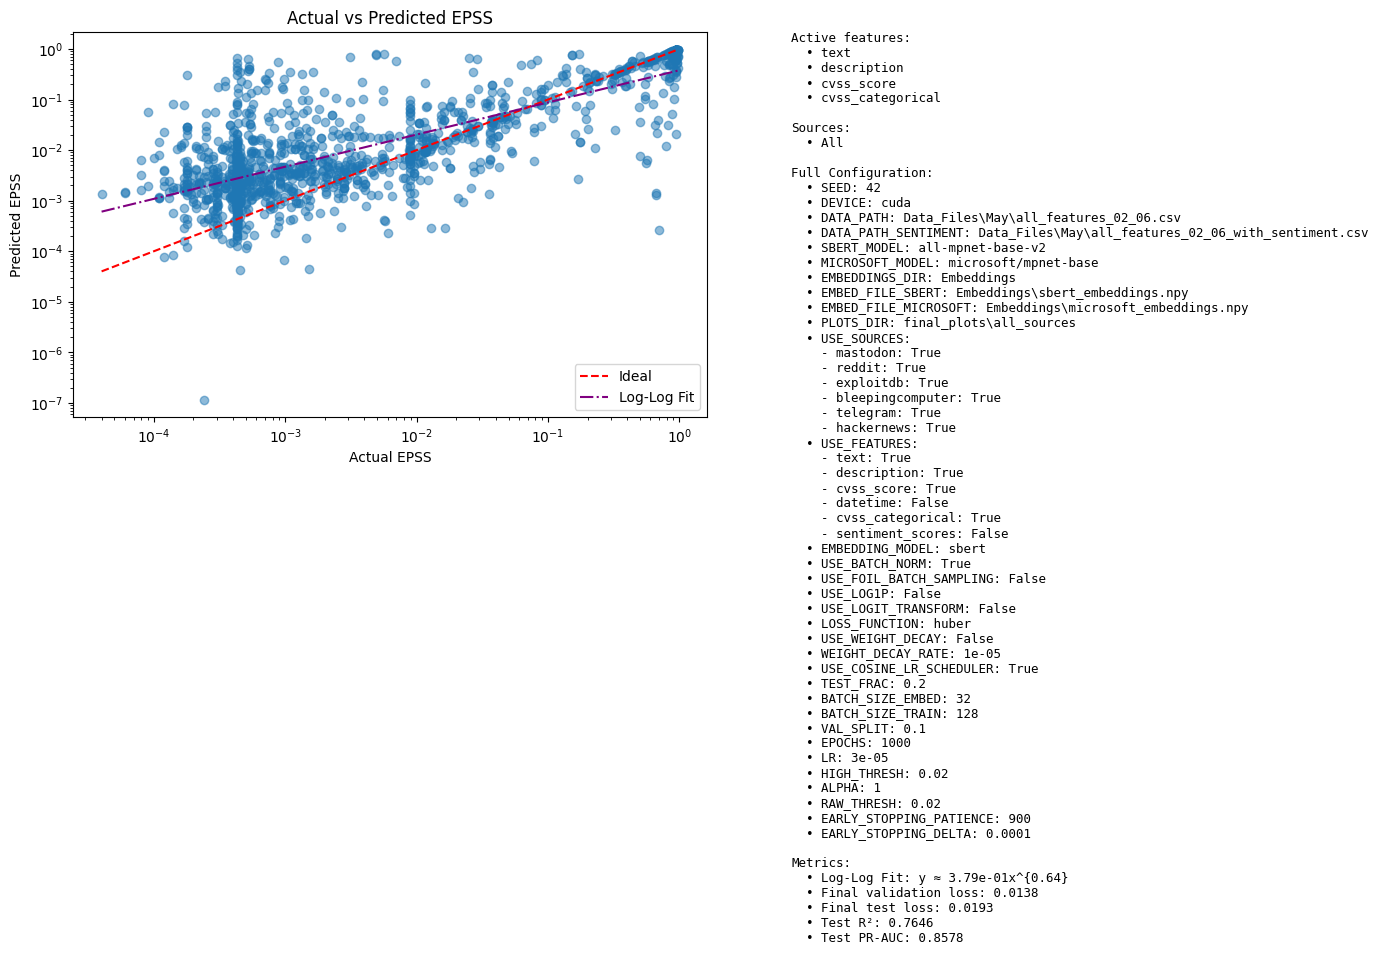 Actual vs Predicted EPSS
10⁰
10⁻¹
10⁻²
10⁻³
10⁻⁴
10⁻⁵
10⁻⁶
10⁻⁷
Predicted EPSS
Ideal
Log-Log Fit
10⁻⁴
10⁻³
10⁻²
10⁻¹
10⁰
Actual EPSS
Active features:
• text
• description
• cvss_score
• cvss_categorical
Sources:
• All
Full Configuration:
• SEED: 42
• DEVICE: cuda
• DATA_PATH: Data_Files\May\all_features_02_06.csv
• DATA_PATH_SENTIMENT: Data_Files\May\all_features_02_06_with_sentiment.csv
• SBERT_MODEL: all-mpnet-base-v2
• MICROSOFT_MODEL: microsoft/mpnet-base
• EMBEDDINGS_DIR: Embeddings
• EMBED_FILE_SBERT: Embeddings\sbert_embeddings.npy
• EMBED_FILE_MICROSOFT: Embeddings\microsoft_embeddings.npy
• PLOTS_DIR: final_plots\all_sources
• USE_SOURCES:
- mastodon: True
- reddit: True
- exploitdb: True
- bleepingcomputer: True
- telegram: True
- hackernews: True
• USE_FEATURES:
- text: True
- description: True
- cvss_score: True
- datetime: False
- cvss_categorical: True
- sentiment_scores: False
• EMBEDDING_MODEL: sbert
• USE_BATCH_NORM: True
• USE_FOIL_BATCH_SAMPLING: False
• USE_LOG1P: False
• USE_LOGIT_TRANSFORM: False
• LOSS_FUNCTION: huber
• USE_WEIGHT_DECAY: False
• WEIGHT_DECAY_RATE: 1e-05
• USE_COSINE_LR_SCHEDULER: True
• TEST_FRAC: 0.2
• BATCH_SIZE_EMBED: 32
• BATCH_SIZE_TRAIN: 128
• VAL_SPLIT: 0.1
• EPOCHS: 1000
• LR: 3e-05
• HIGH_THRESH: 0.02
• ALPHA: 1
• RAW_THRESH: 0.02
• EARLY_STOPPING_PATIENCE: 900
• EARLY_STOPPING_DELTA: 0.0001
Metrics:
• Log-Log Fit: y ≈ 3.79e-01x^{0.64}
• Final validation loss: 0.0138
• Final test loss: 0.0193
• Test R²: 0.7646
• Test PR-AUC: 0.8578